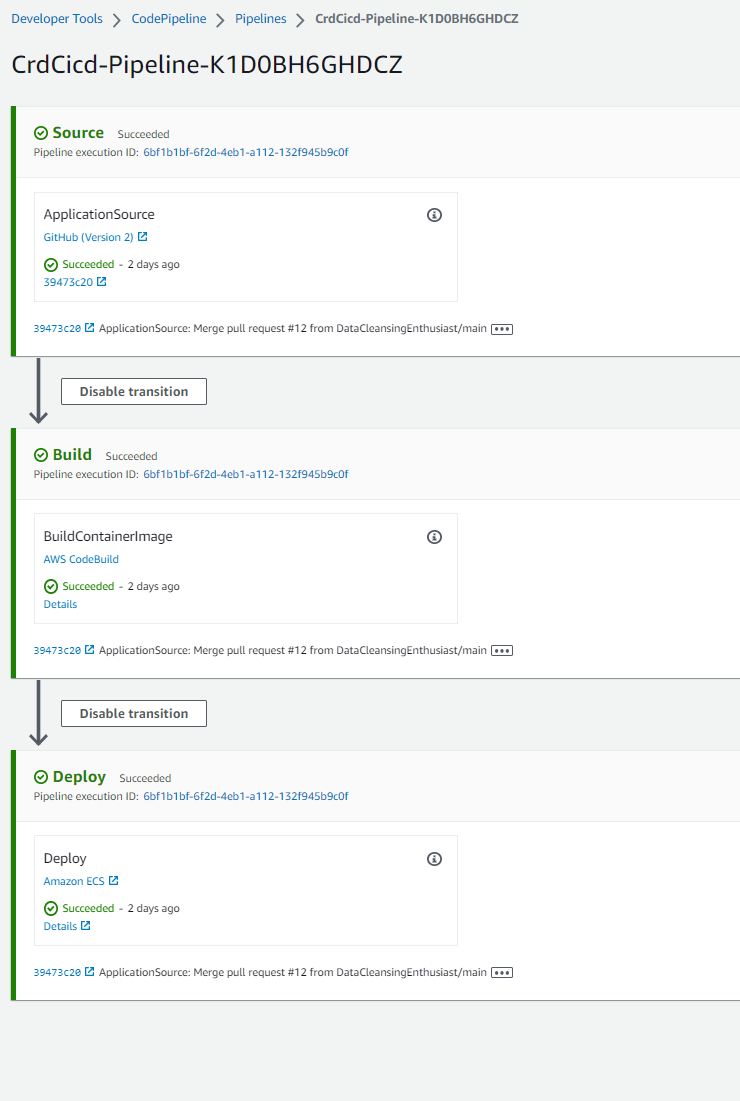 Developer Tools > CodePipeline > Pipelines > CrdCicd-Pipeline-K1D0BH6GHDCZ
CrdCicd-Pipeline-K1D0BH6GHDCZ
Source Succeeded
Pipeline execution ID: 6bf1b1bf-6f2d-4eb1-a112-132f945b9c0f
ApplicationSource
GitHub (Version 2)
Succeeded - 2 days ago
39473c20
39473c20 ApplicationSource: Merge pull request #12 from DataCleansingEnthusiast/main
Disable transition
Build Succeeded
Pipeline execution ID: 6bf1b1bf-6f2d-4eb1-a112-132f945b9c0f
BuildContainerImage
AWS CodeBuild
Succeeded - 2 days ago
Details
39473c20 ApplicationSource: Merge pull request #12 from DataCleansingEnthusiast/main
Disable transition
Deploy Succeeded
Pipeline execution ID: 6bf1b1bf-6f2d-4eb1-a112-132f945b9c0f
Deploy
Amazon ECS
Succeeded - 2 days ago
Details
39473c20 ApplicationSource: Merge pull request #12 from DataCleansingEnthusiast/main